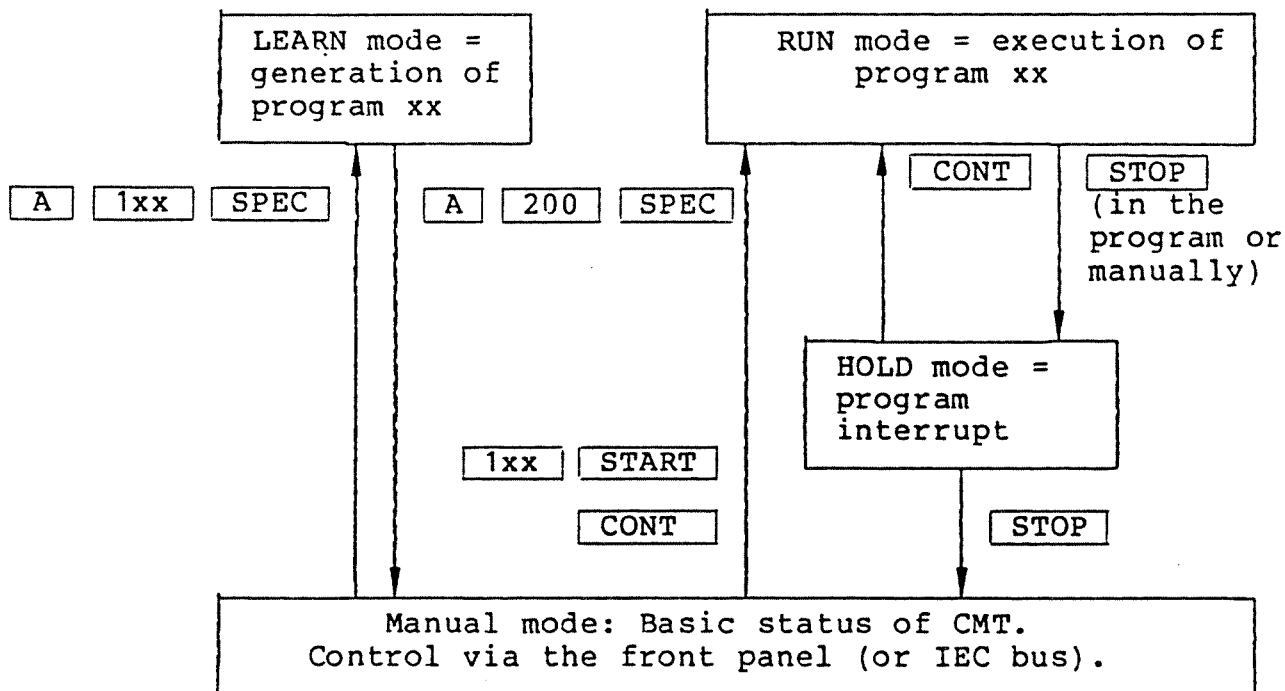 LEARN mode =
generation of
program xx
RUN mode = execution of
program xx
A 1xx SPEC
A 200 SPEC
CONT
STOP
(in the
program or
manually)
HOLD mode =
program
interrupt
1xx START
CONT
STOP
Manual mode: Basic status of CMT.
Control via the front panel (or IEC bus).